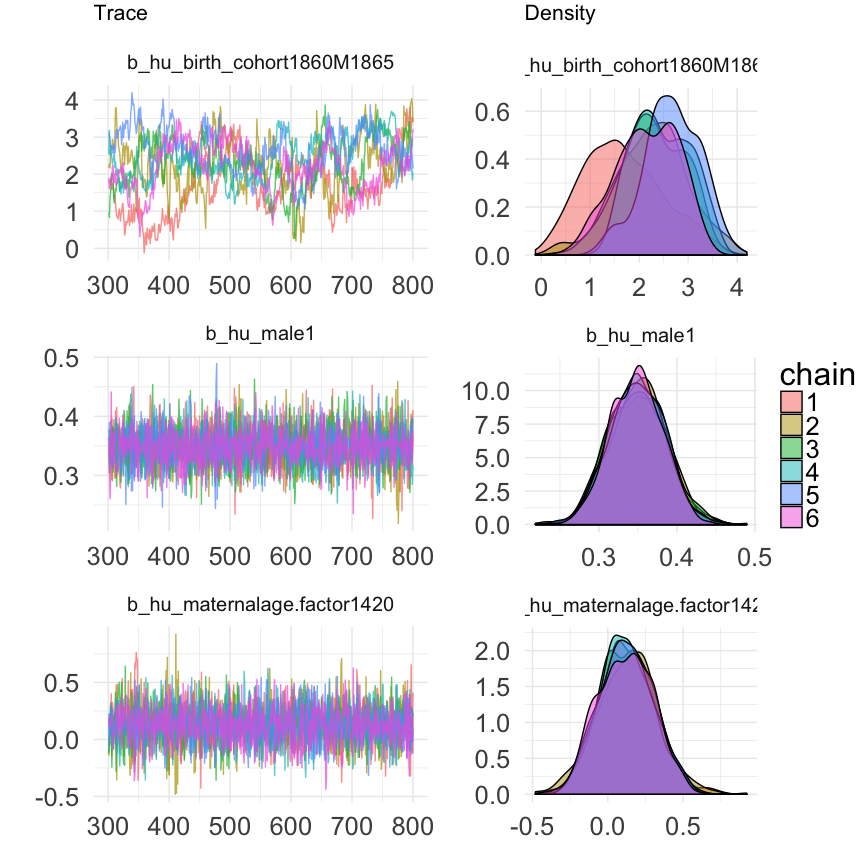 Trace
Density
b_hu_birth_cohort1860M1865
_hu_birth_cohort1860M186
4
3
2
1
0
300 400 500 600 700 800
0.6
0.4
0.2
0.0
0 1 2 3 4
b_hu_male1
b_hu_male1
0.5
0.4
0.3
300 400 500 600 700 800
10.0
7.5
5.0
2.5
0.0
0.3 0.4 0.5
chain
1
2
3
4
5
6
b_hu_maternalage.factor1420
_hu_maternalage.factor142
0.5
0.0
-0.5
300 400 500 600 700 800
2.0
1.5
1.0
0.5
0.0
-0.5 0.0 0.5